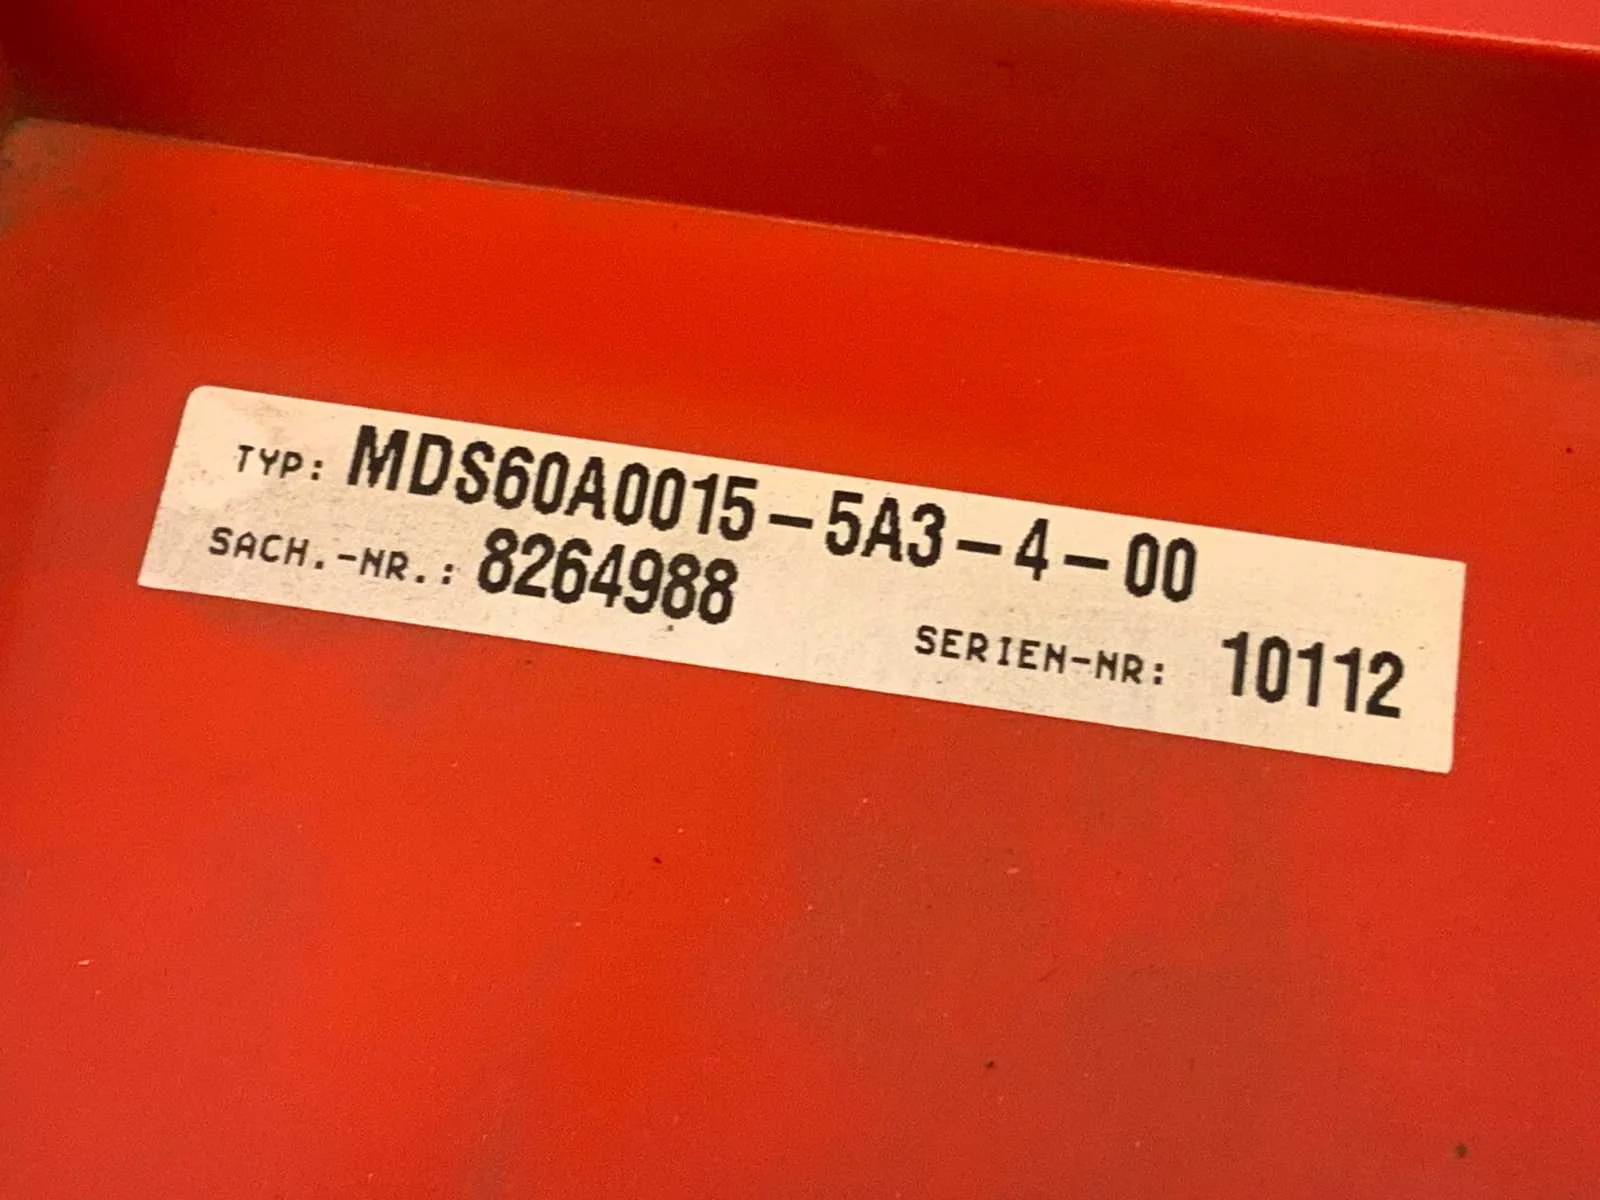 TYP: MDS60A0015-5A3-4-00
SACH.-NR.: 8264988
SERIEN-NR: 10112